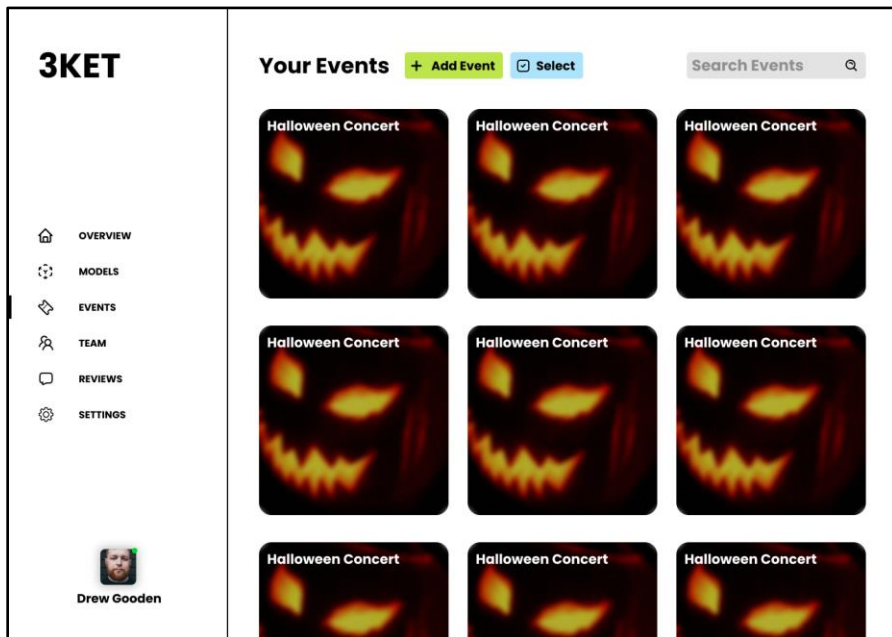 3KET
OVERVIEW
MODELS
EVENTS
TEAM
REVIEWS
SETTINGS
Drew Gooden
Your Events
+ Add Event
Select
Search Events
Halloween Concert
Halloween Concert
Halloween Concert
Halloween Concert
Halloween Concert
Halloween Concert
Halloween Concert
Halloween Concert
Halloween Concert